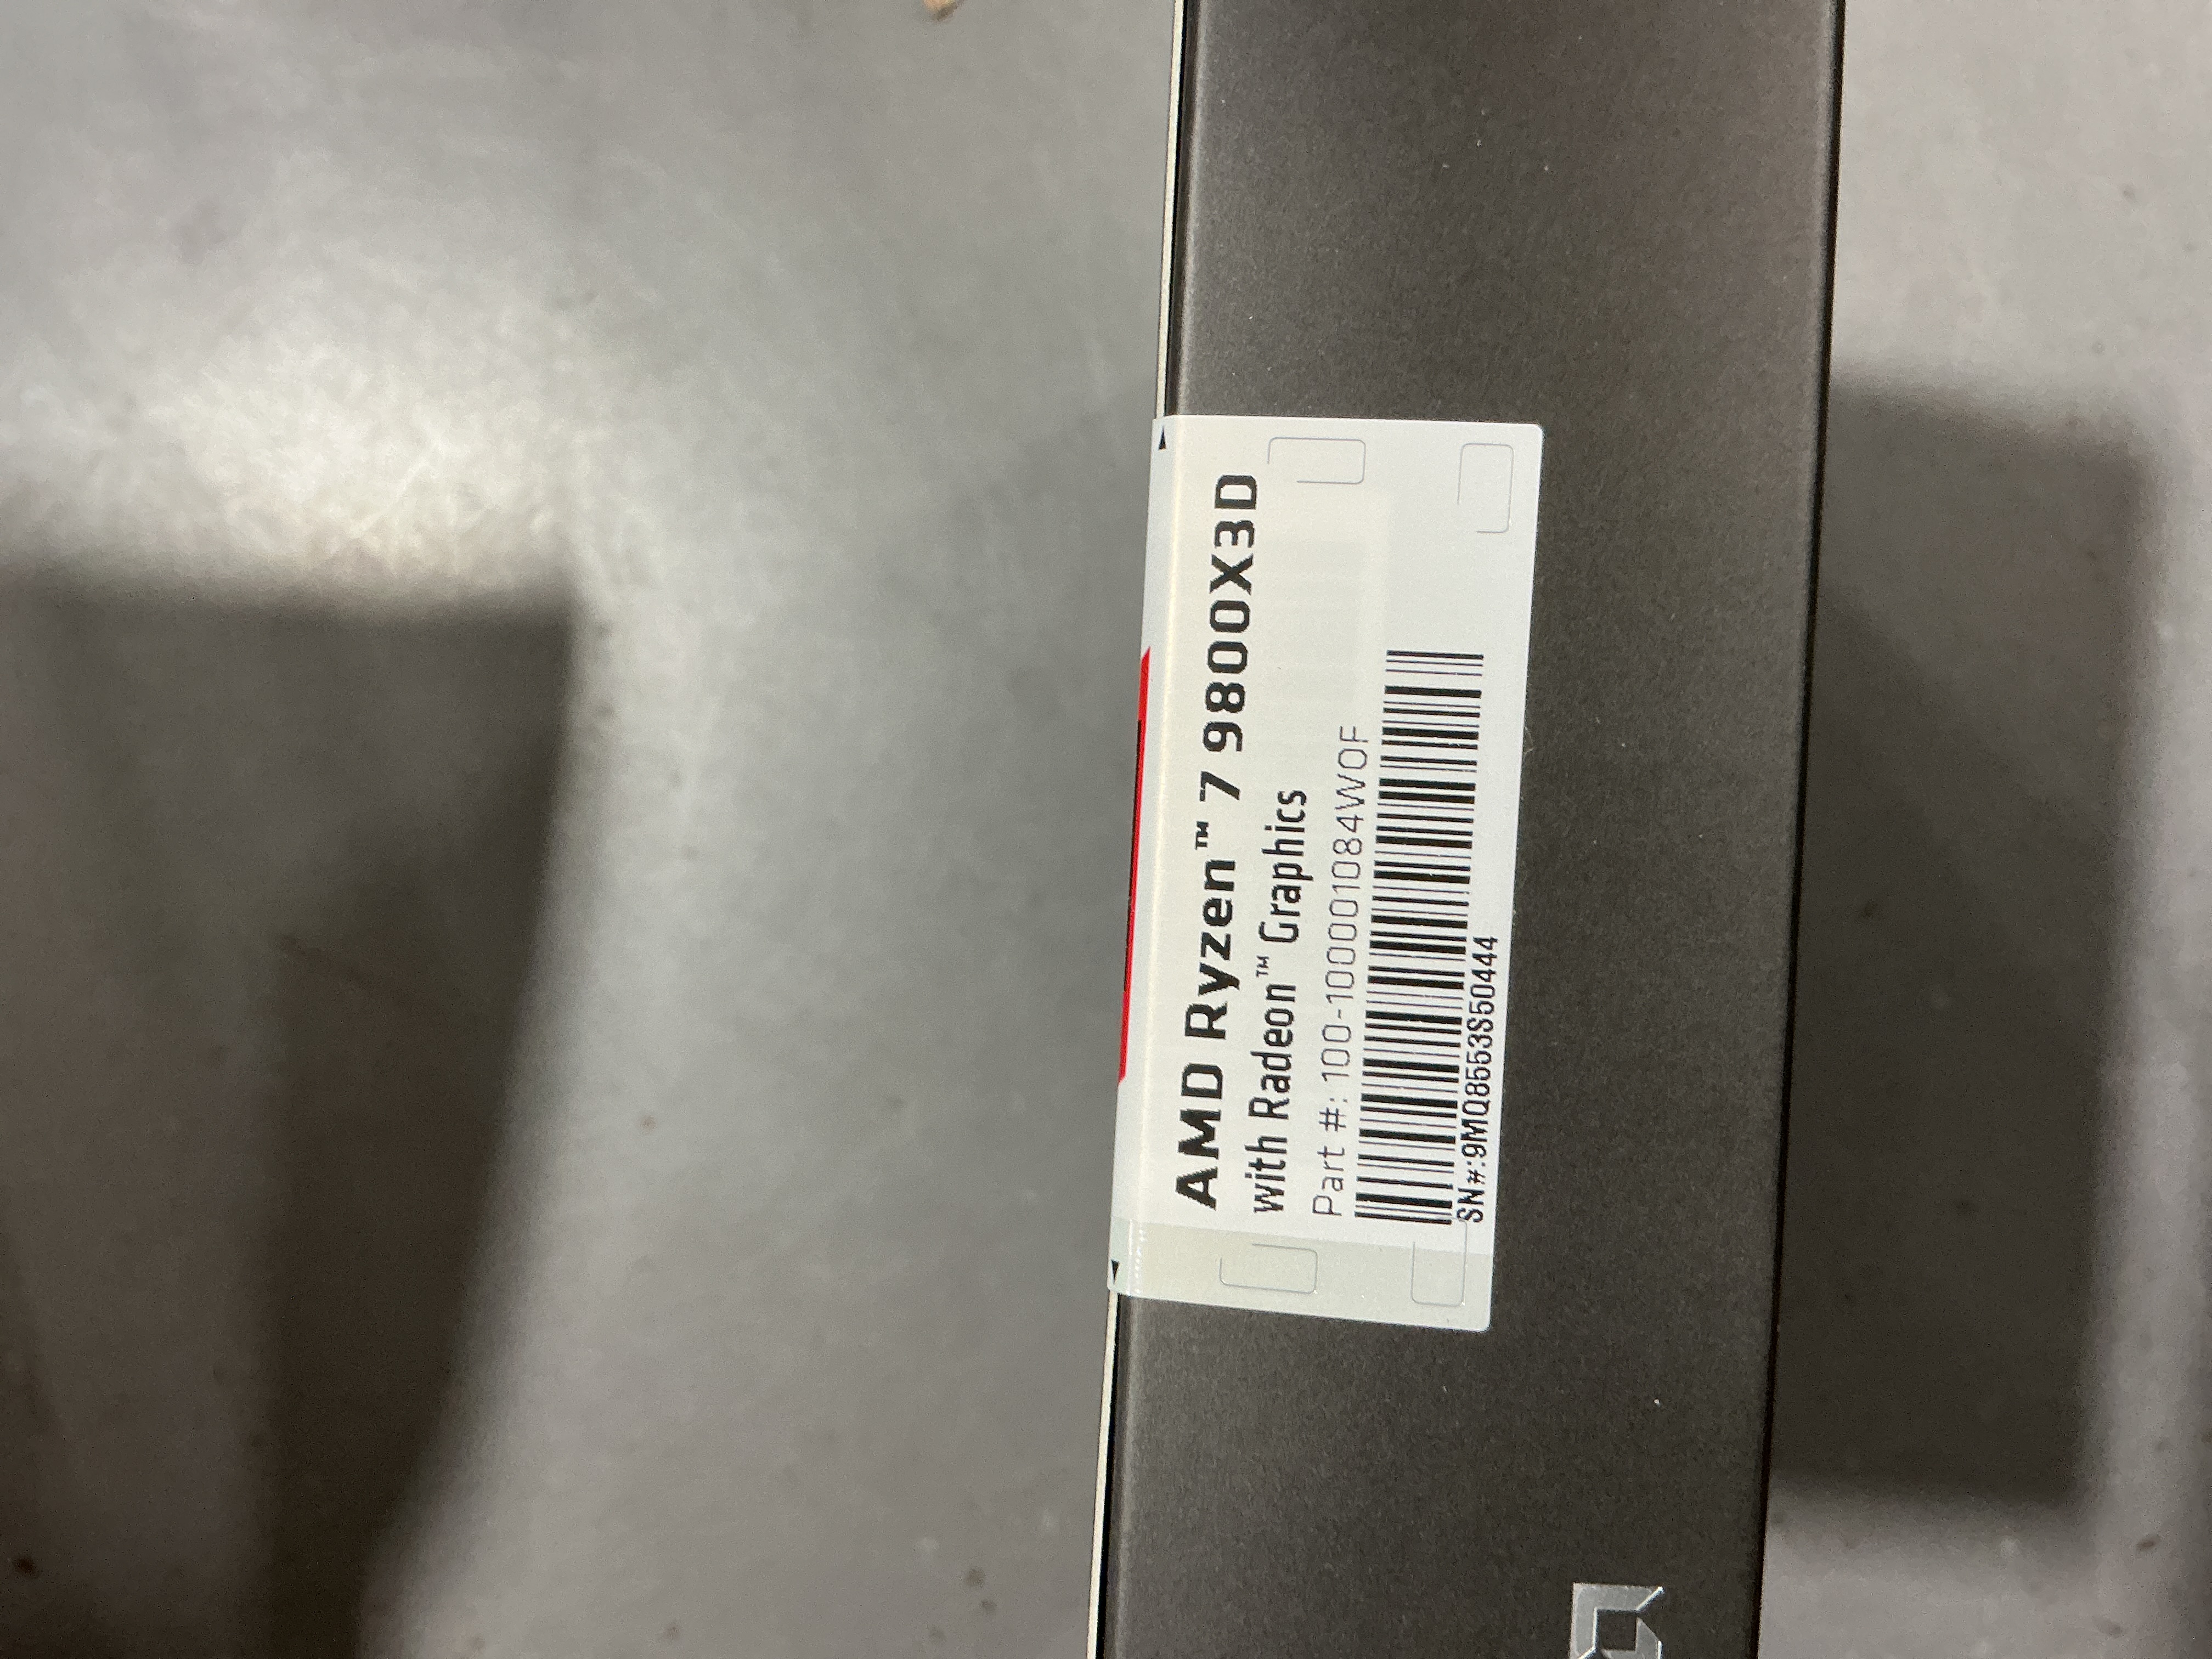 AMD Ryzen™ 7 9800X3D
with Radeon™ Graphics
Part #: 100-100001084WOF
SN#:9MQ8553S50444